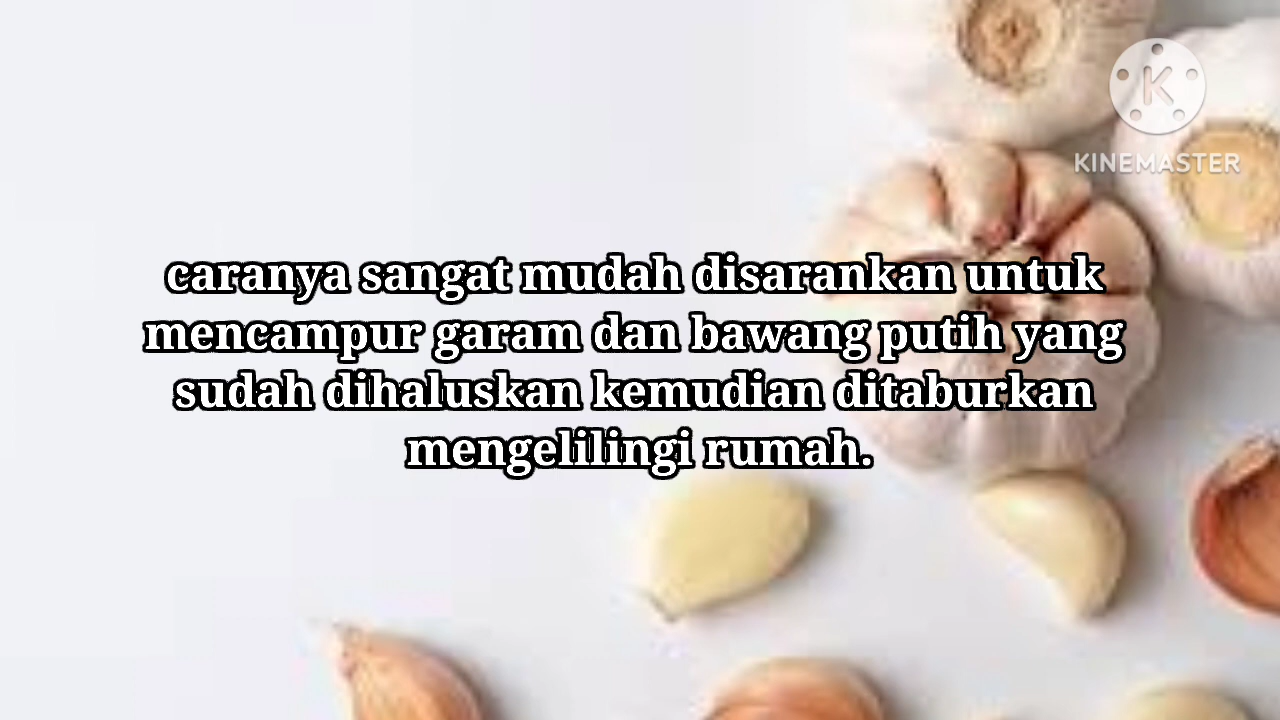 K
KINEMASTER
caranya sangat mudah disarankan untuk
mencampur garam dan bawang putih yang
sudah dihaluskan kemudian ditaburkan
mengelilingi rumah.